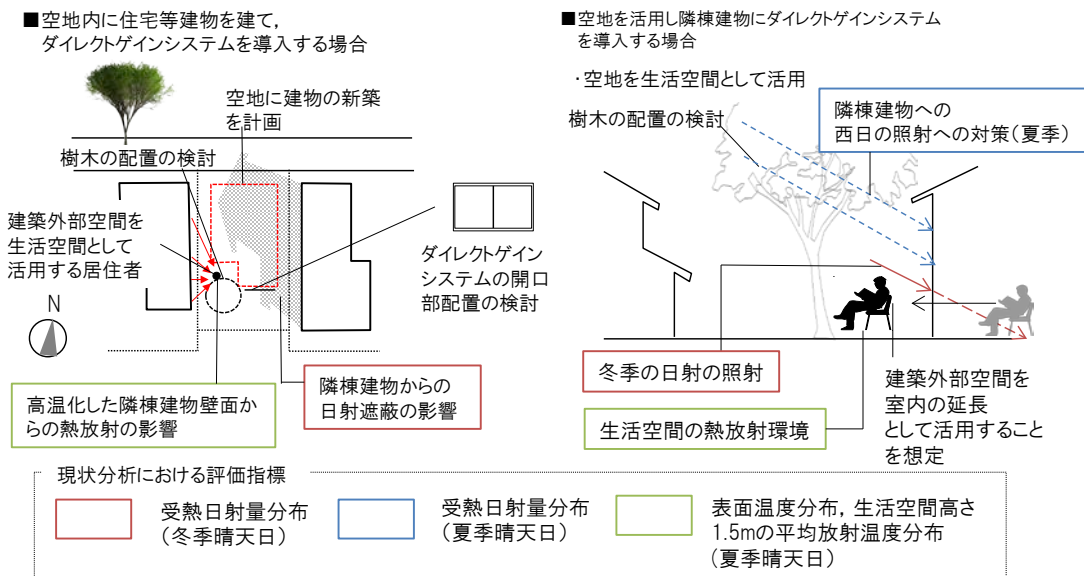 ■空地内に住宅等建物を建て，
ダイレクトゲインシステムを導入する場合
空地に建物の新築
を計画
樹木の配置の検討
建築外部空間を
生活空間として
活用する居住者
N
ダイレクトゲイン
システムの開口
部配置の検討
高温化した隣棟建物壁面か
らの熱放射の影響
隣棟建物からの
日射遮蔽の影響
■空地を活用し隣棟建物にダイレクトゲインシステム
を導入する場合
・空地を生活空間として活用
樹木の配置の検討
隣棟建物への
西日の照射への対策（夏季）
冬季の日射の照射
生活空間の熱放射環境
建築外部空間を
室内の延長
として活用すること
を想定
現状分析における評価指標
受熱日射量分布
（冬季晴天日）
受熱日射量分布
（夏季晴天日）
表面温度分布，生活空間高さ
1.5mの平均放射温度分布
（夏季晴天日）